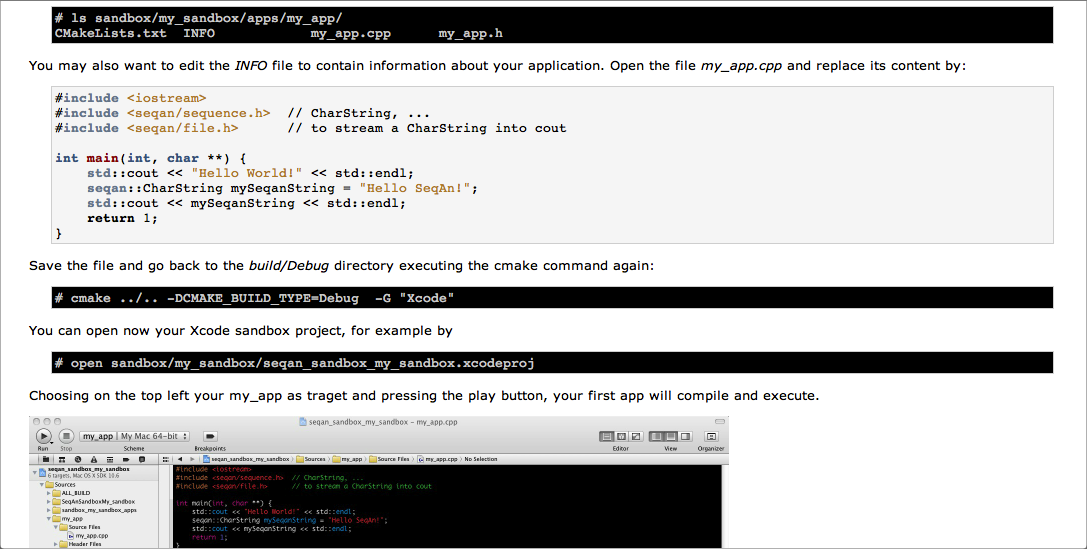 # ls sandbox/my_sandbox/apps/my_app/
CMakeLists.txt  INFO            my_app.cpp      my_app.h
You may also want to edit the INFO file to contain information about your application. Open the file my_app.cpp and replace its content by:
#include <iostream>
#include <seqan/sequence.h>  // CharString, ...
#include <seqan/file.h>      // to stream a CharString into cout
int main(int, char **) {
    std::cout << "Hello World!" << std::endl;
    seqan::CharString mySeqanString = "Hello SeqAn!";
    std::cout << mySeqanString << std::endl;
    return 1;
}
Save the file and go back to the build/Debug directory executing the cmake command again:
# cmake ../.. -DCMAKE_BUILD_TYPE=Debug  -G "Xcode"
You can open now your Xcode sandbox project, for example by
# open sandbox/my_sandbox/seqan_sandbox_my_sandbox.xcodeproj
Choosing on the top left your my_app as traget and pressing the play button, your first app will compile and execute.
seqan_sandbox_my_sandbox - my_app.cpp
my_app | My Mac 64-bit
Run Stop Scheme Breakpoints Editor View Organizer
seqan_sandbox_my_sandbox Sources my_app Source Files my_app.cpp No Selection
seqan_sandbox_my_sandbox
6 targets, Mac OS X SDK 10.6
Sources
ALL_BUILD
SeqAnSandboxMy_sandbox
sandbox_my_sandbox_apps
my_app
Source Files
my_app.cpp
Header Files
#include <iostream>
#include <seqan/sequence.h>  // CharString, ...
#include <seqan/file.h>      // to stream a CharString into cout
int main(int, char **) {
    std::cout << "Hello World!" << std::endl;
    seqan::CharString mySeqanString = "Hello SeqAn!";
    std::cout << mySeqanString << std::endl;
    return 1;
}